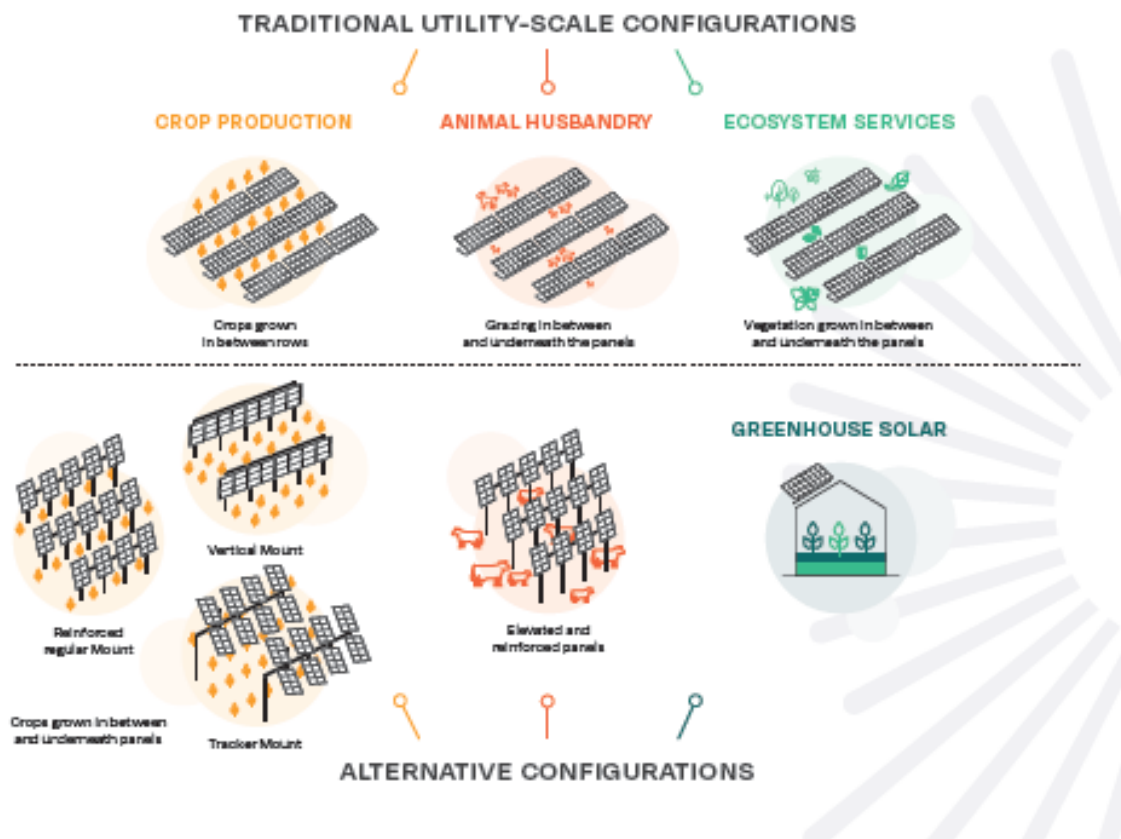 TRADITIONAL UTILITY-SCALE CONFIGURATIONS
CROP PRODUCTION
ANIMAL HUSBANDRY
ECOSYSTEM SERVICES
Crops grown
in between rows
Grazing in between
and underneath the panels
Vegetation grown in between
and underneath the panels
GREENHOUSE SOLAR
Vertical Mount
Reinforced
regular Mount
Elevated and
reinforced panels
Crops grown in between
and underneath panels
Tracker Mount
ALTERNATIVE CONFIGURATIONS